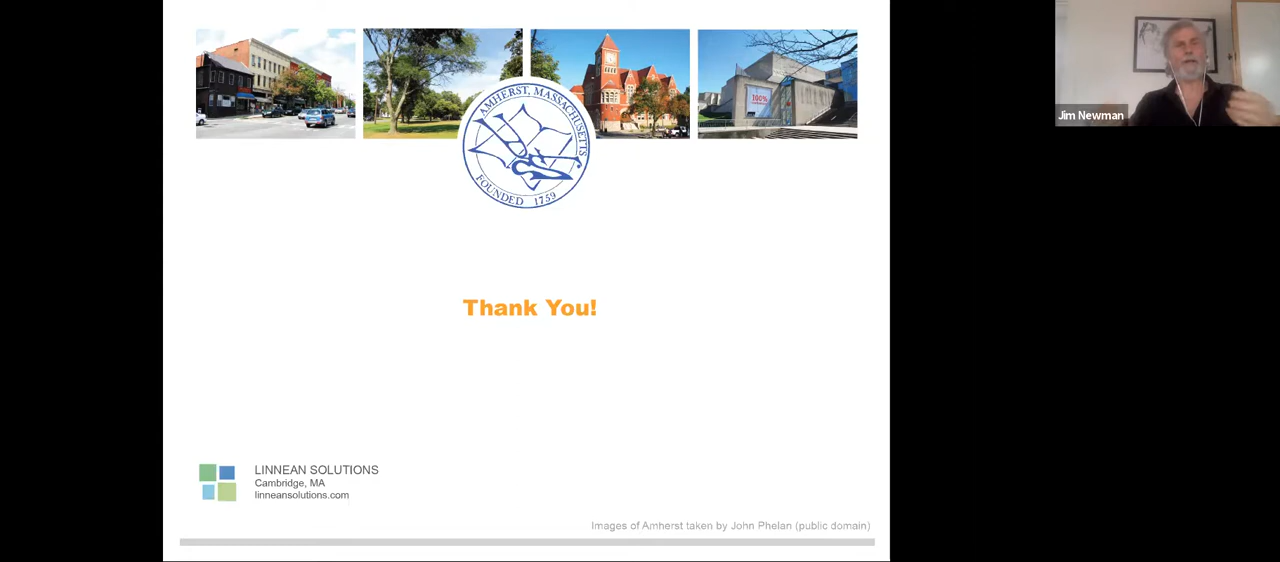 AMHERST, MASSACHUSETTS
FOUNDED 1759
100%
Jim Newman
Thank You!
LINNEAN SOLUTIONS
Cambridge, MA
linneansolutions.com
Images of Amherst taken by John Phelan (public domain)